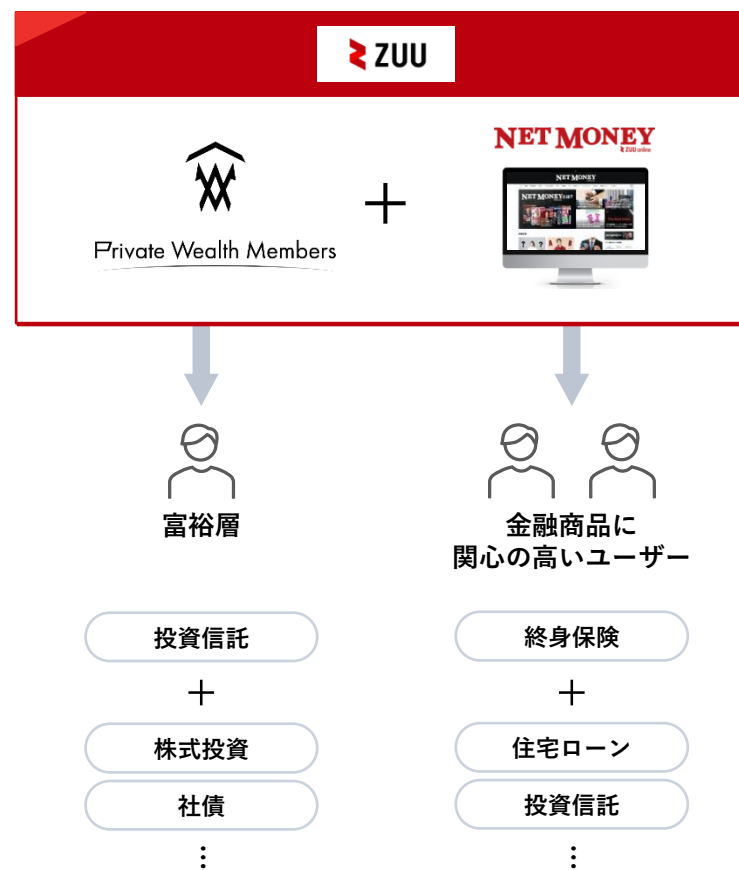 ZUU
NET MONEY
ZUU online
NET MONEY
Private Wealth Members
富裕層
金融商品に
関心の高いユーザー
投資信託
+
株式投資
社債
⋮
終身保険
+
住宅ローン
投資信託
⋮